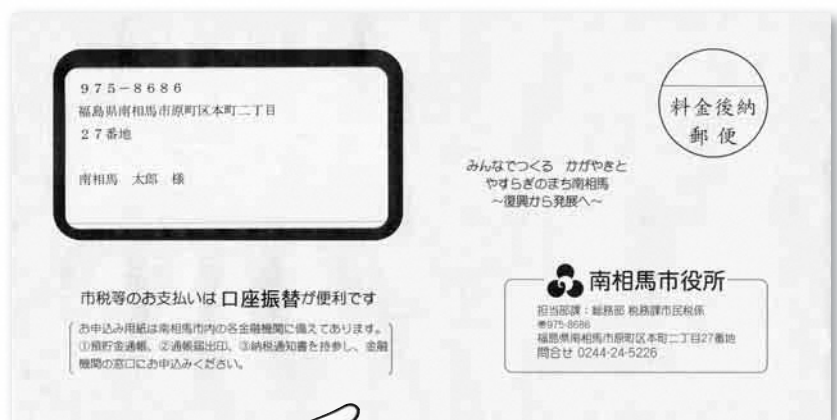 975-8686
福島県南相馬市原町区本町二丁目
27番地
南相馬 太郎 様
料金後納
郵便
みんなでつくる かがやきと
やすらぎのまち南相馬
〜復興から発展へ〜
市税等のお支払いは口座振替が便利です
お申込み用紙は南相馬市内の各金融機関に備えてあります。
①預貯金通帳、②通帳届出印、③納税通知書を持参し、金融
機関の窓口にお申込みください。
南相馬市役所
担当部課：総務部 税務課市民税係
〒975-8686
福島県南相馬市原町区本町二丁目27番地
問合せ 0244-24-5226